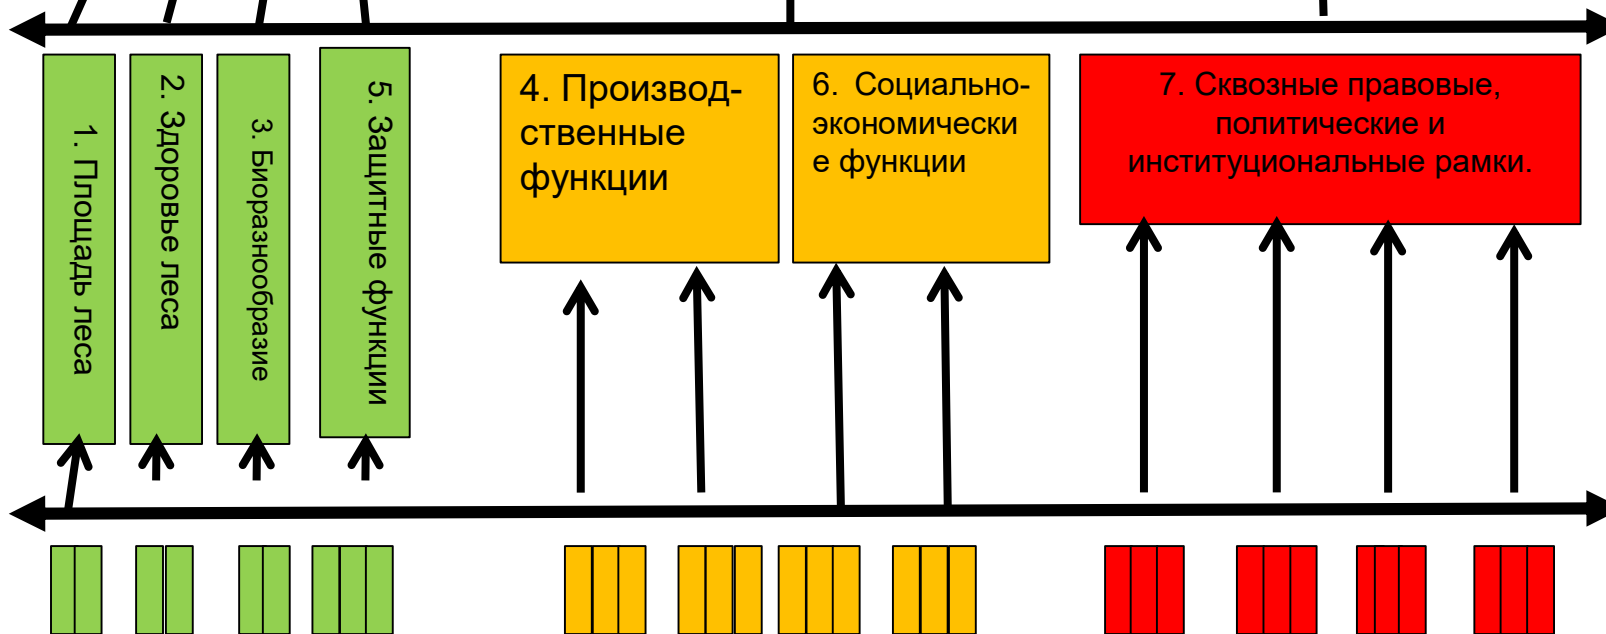 1. Площадь леса
2. Здоровье леса
3. Биоразнообразие
5. Защитные функции
4. Производ-
ственные
функции
6. Социально-
экономически
е функции
7. Сквозные правовые,
политические и
институциональные рамки.